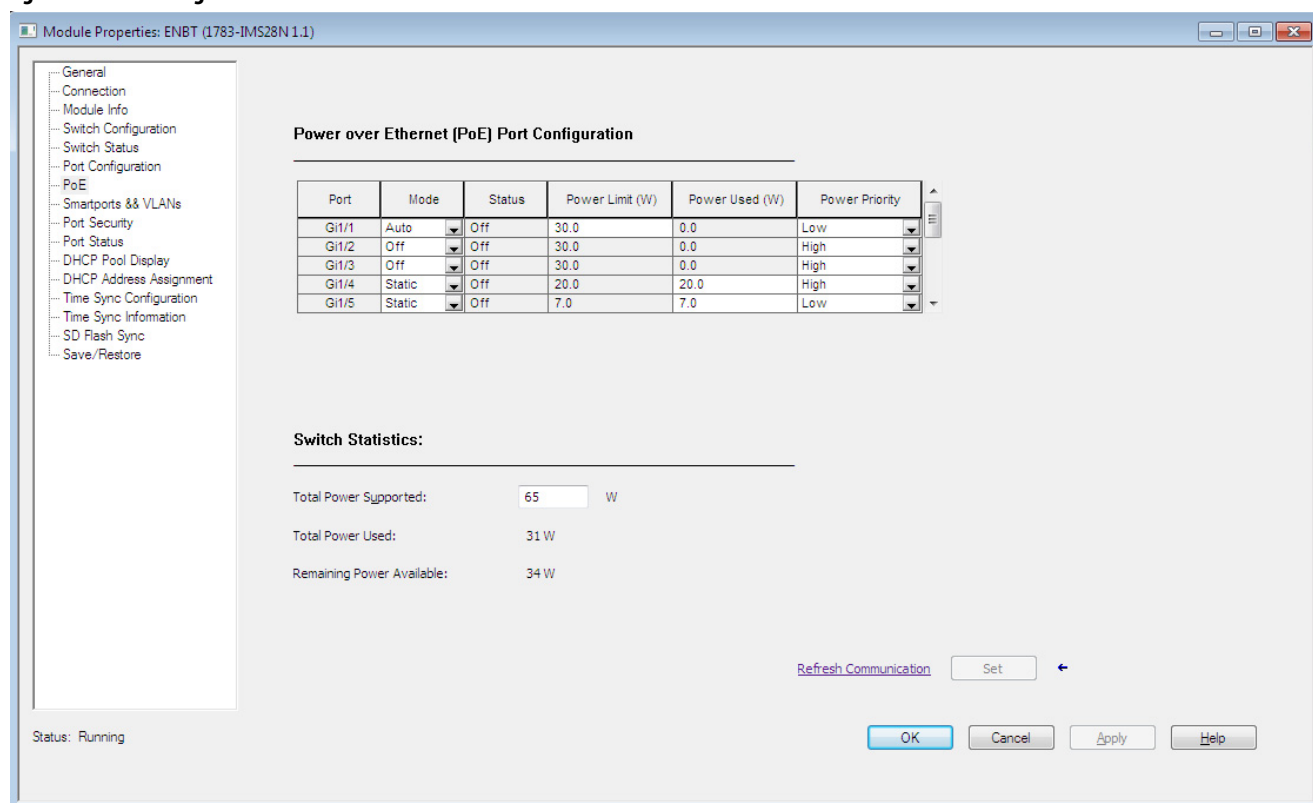 Module Properties: ENBT (1783-IMS28N 1.1)
General
Connection
Module Info
Switch Configuration
Switch Status
Port Configuration
PoE
Smartports && VLANs
Port Security
Port Status
DHCP Pool Display
DHCP Address Assignment
Time Sync Configuration
Time Sync Information
SD Flash Sync
Save/Restore
Power over Ethernet (PoE) Port Configuration
Port Mode Status Power Limit (W) Power Used (W) Power Priority
Gi1/1 Auto Off 30.0 0.0 Low
Gi1/2 Off Off 30.0 0.0 High
Gi1/3 Off Off 30.0 0.0 High
Gi1/4 Static Off 20.0 20.0 High
Gi1/5 Static Off 7.0 7.0 Low
Switch Statistics:
Total Power Supported: 65 W
Total Power Used: 31 W
Remaining Power Available: 34 W
Refresh Communication Set
Status: Running
OK Cancel Apply Help